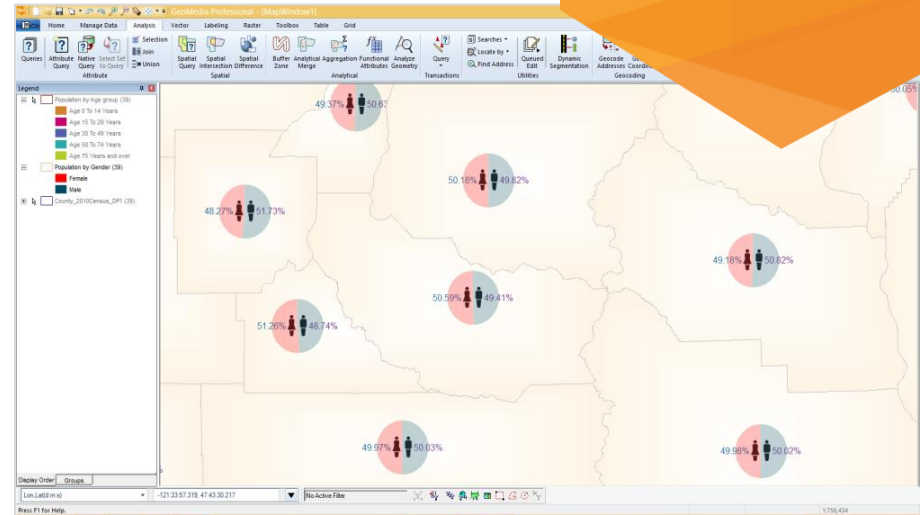 GeoMedia Professional - [MapWindow1]
Home Manage Data Analysis Vector Labeling Raster Toolbox Table Grid
Queries
Attribute Query
Native Query
Select Set to Query
Selection
Join
Union
Attribute
Spatial Query
Spatial Intersection
Spatial Difference
Spatial
Buffer Zone
Analytical Merge
Aggregation
Functional Attributes
Analyze Geometry
Analytical
Query
Transactions
Searches
Locate by
Find Address
Queued Edit
Dynamic Segmentation
Utilities
Geocode Addresses
Geocoding
Legend
Population by Age group (39)
Age 0 To 14 Years
Age 15 To 29 Years
Age 30 To 49 Years
Age 50 To 74 Years
Age 75 Years and over
Population by Gender (39)
Female
Male
County_2010Census_DP1 (39)
49.37% 50.63
50.05%
50.18% 49.82%
48.27% 51.73%
49.18% 50.82%
50.59% 49.41%
51.26% 48.74%
49.97% 50.03%
49.98% 50.02%
Display Order Groups
Lon,Lat(d:m:s) -121:33:57.319, 47:43:30.217 No Active Filter
Press F1 for Help. 1:756,434